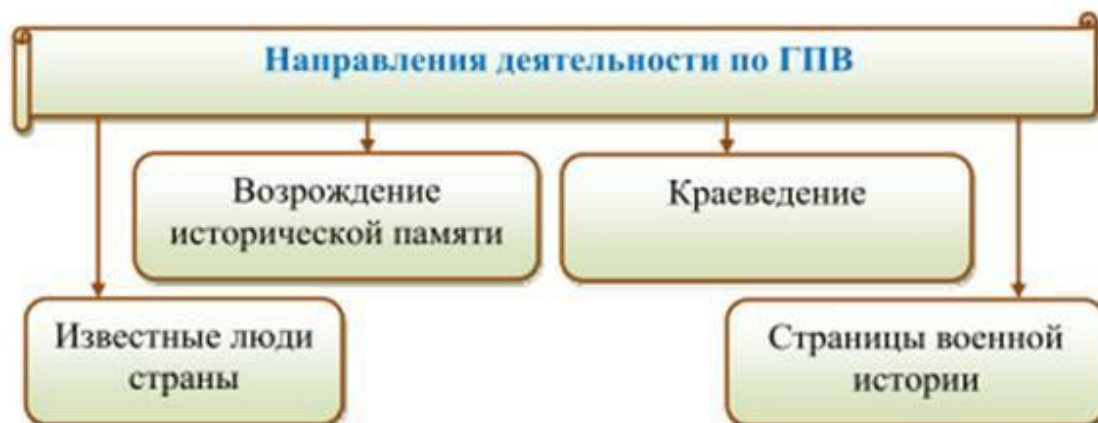 Направления деятельности по ГПВ
Возрождение
исторической памяти
Краеведение
Известные люди
страны
Страницы военной
истории